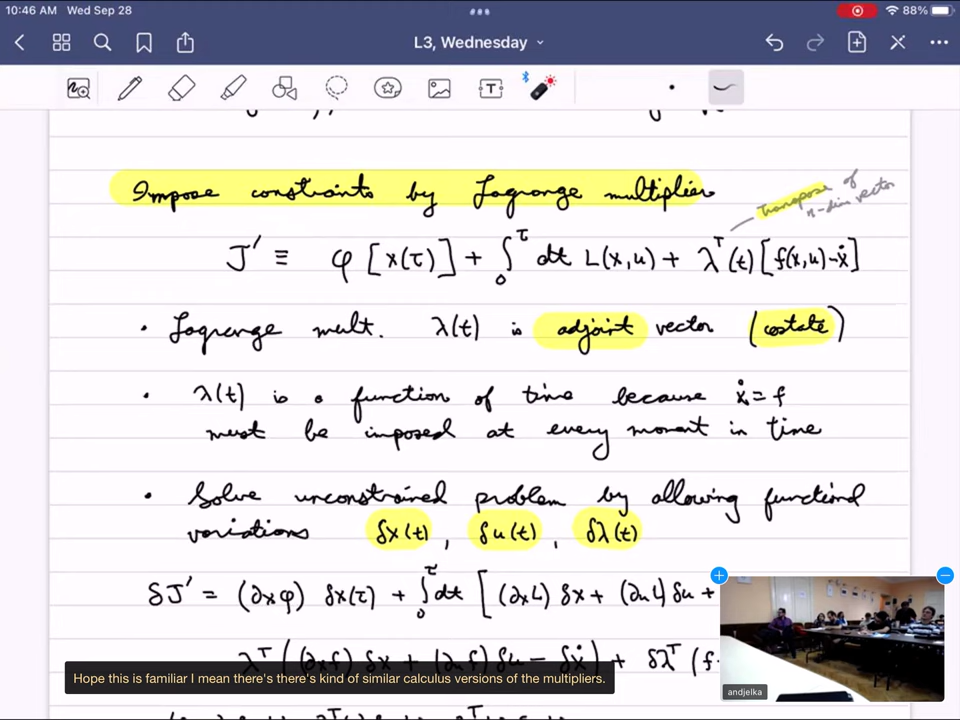 10:46 AM Wed Sep 28
88%
L3, Wednesday
Impose constraints by Lagrange multiplier
Transpose of
n-dim vector
J′ ≡ φ[x(τ)] + ∫₀^τ dt L(x,u) + λᵀ(t)[f(x,u)-ẋ]
· Lagrange mult. λ(t) is adjoint vector (costate)
· λ(t) is a function of time because ẋ = f
must be imposed at every moment in time
· Solve unconstrained problem by allowing functional
variations δx(t), δu(t), δλ(t)
δJ′ = (∂xφ) δx(τ) + ∫₀^τ dt [(∂xL) δx + (∂uL) δu +
λᵀ((∂xf) δx + (∂uf) δu - δẋ) + δλᵀ (f
Hope this is familiar I mean there's there's kind of similar calculus versions of the multipliers.
andjelka